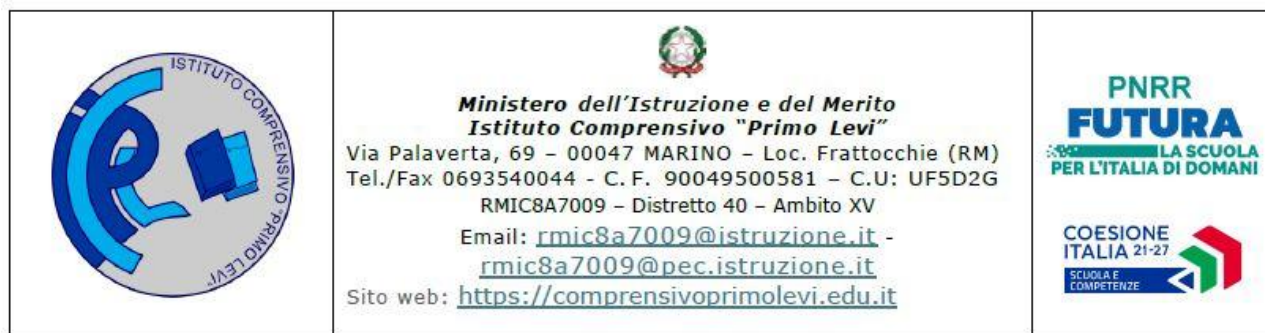 ISTITUTO COMPRENSIVO "PRIMO LEVI"
Ministero dell'Istruzione e del Merito
Istituto Comprensivo "Primo Levi"
Via Palaverta, 69 – 00047 MARINO – Loc. Frattocchie (RM)
Tel./Fax 0693540044 - C.F. 90049500581 – C.U: UF5D2G
RMIC8A7009 – Distretto 40 – Ambito XV
Email: rmic8a7009@istruzione.it -
rmic8a7009@pec.istruzione.it
Sito web: https://comprensivoprimolevi.edu.it
PNRR
FUTURA
LA SCUOLA
PER L'ITALIA DI DOMANI
COESIONE
ITALIA 21-27
SCUOLA E
COMPETENZE